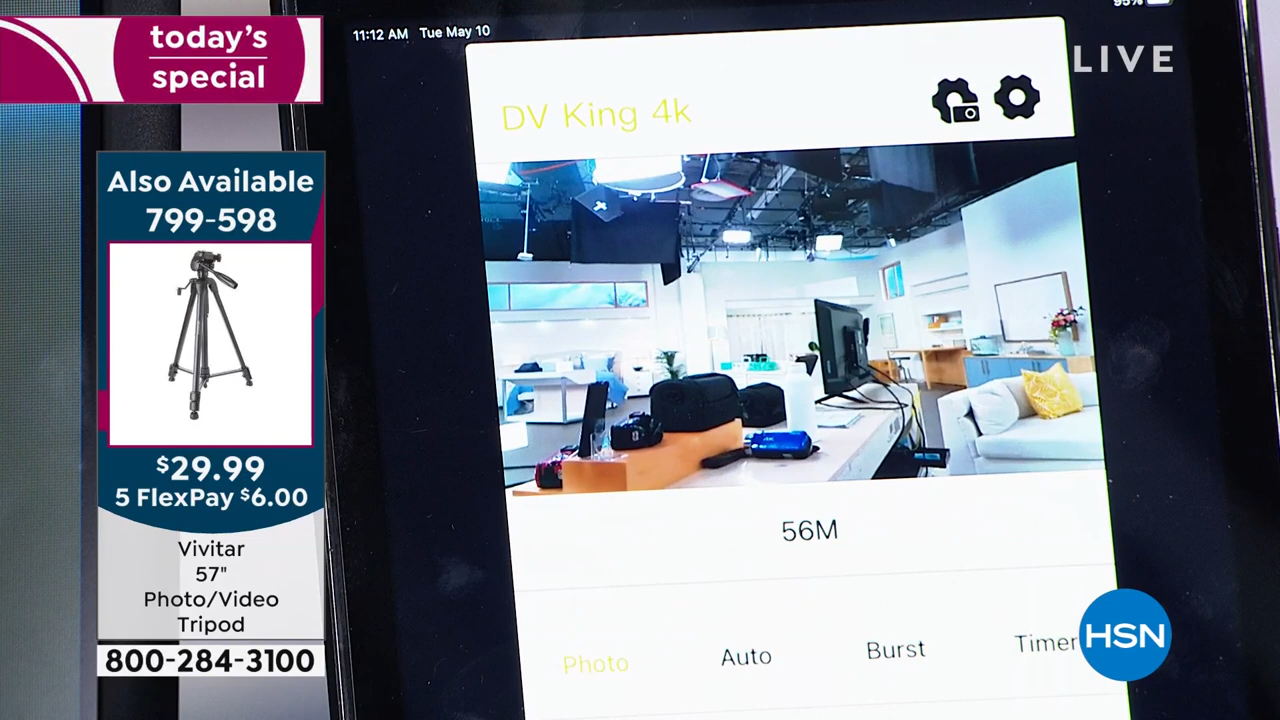 today's
special
Also Available
799-598
$29.99
5 FlexPay $6.00
Vivitar
57"
Photo/Video
Tripod
800-284-3100
11:12 AM Tue May 10
95%
LIVE
DV King 4k
56M
Photo Auto Burst Timer
HSN